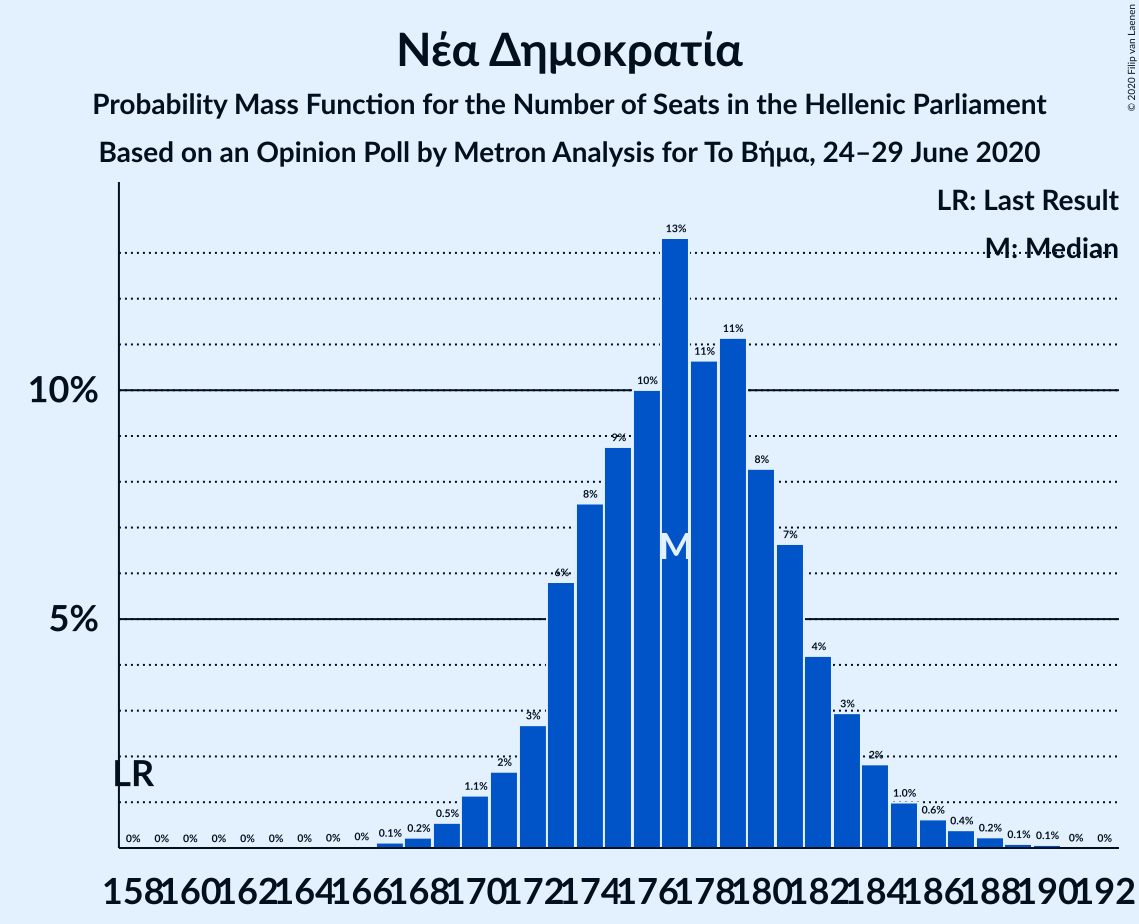 Νέα Δημοκρατία
Probability Mass Function for the Number of Seats in the Hellenic Parliament
Based on an Opinion Poll by Metron Analysis for Το Βήμα, 24–29 June 2020
© 2020 Filip van Laenen
LR: Last Result
M: Median
10%
5%
LR
M
0% 0% 0% 0% 0% 0% 0% 0% 0% 0.1% 0.2% 0.5% 1.1% 2% 3% 6% 8% 9% 10% 13% 11% 11% 8% 7% 4% 3% 2% 1.0% 0.6% 0.4% 0.2% 0.1% 0.1% 0% 0%
158 160 162 164 166 168 170 172 174 176 178 180 182 184 186 188 190 192